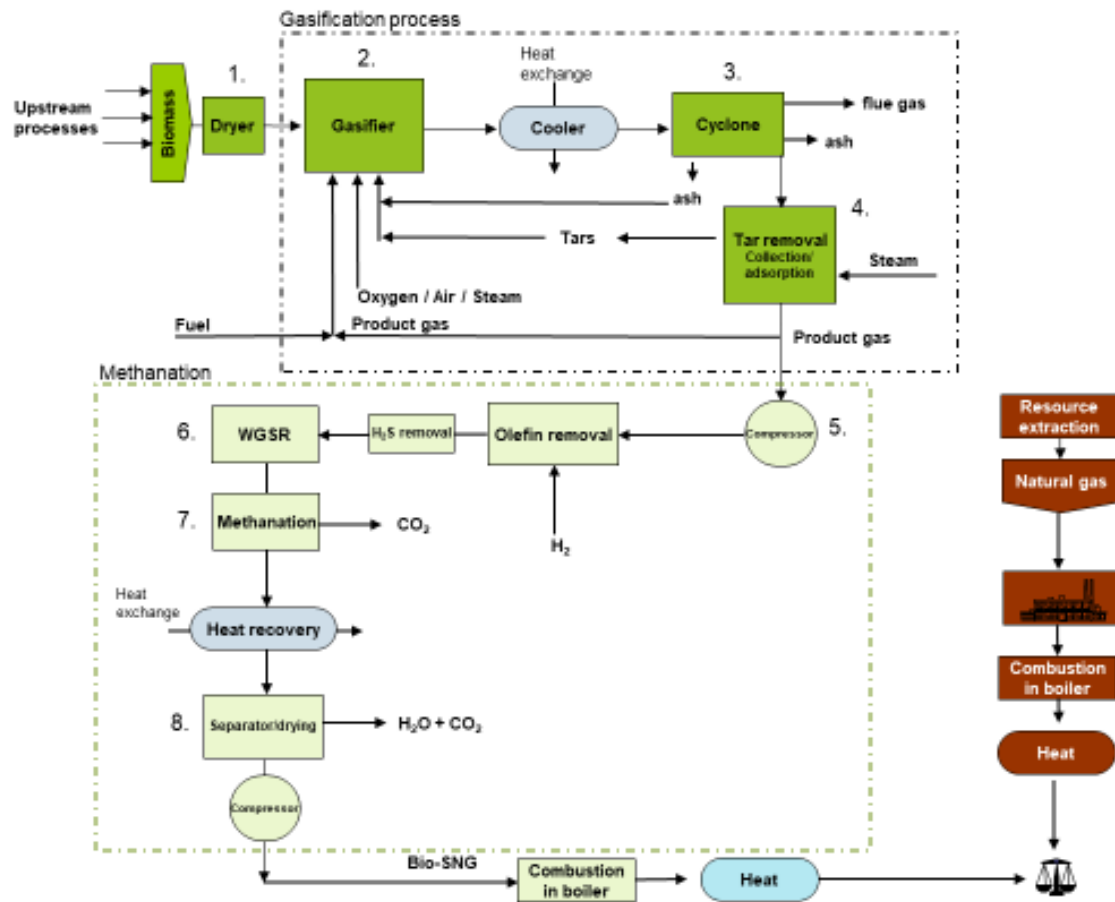 Gasification process
1.
2.
Heat
exchange
3.
Upstream
processes
Biomass
Dryer
Gasifier
Cooler
Cyclone
flue gas
ash
ash
4.
Tars
Tar removal
Collection/
adsorption
Steam
Oxygen / Air / Steam
Fuel
Product gas
Product gas
Methanation
6.
WGSR
H₂S removal
Olefin removal
Compressor
5.
7.
Methanation
CO₂
H₂
Heat
exchange
Heat recovery
8.
Separator/drying
H₂O + CO₂
Compressor
Bio-SNG
Combustion
in boiler
Heat
Resource
extraction
Natural gas
Combustion
in boiler
Heat